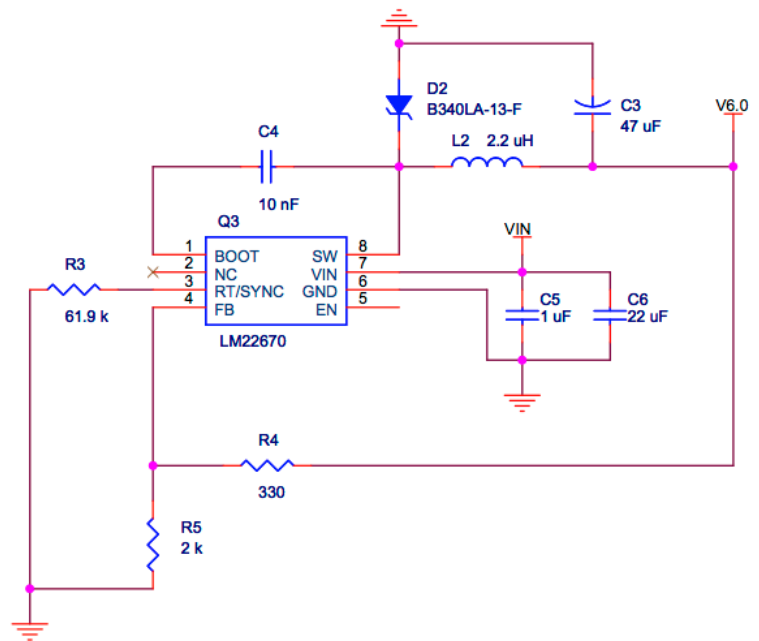 D2
B340LA-13-F
C3
47 uF
V6.0
C4
10 nF
L2 2.2 uH
Q3
VIN
1 BOOT SW 8
2 NC VIN 7
3 RT/SYNC GND 6
4 FB EN 5
LM22670
R3
61.9 k
C5
1 uF
C6
22 uF
R4
330
R5
2 k